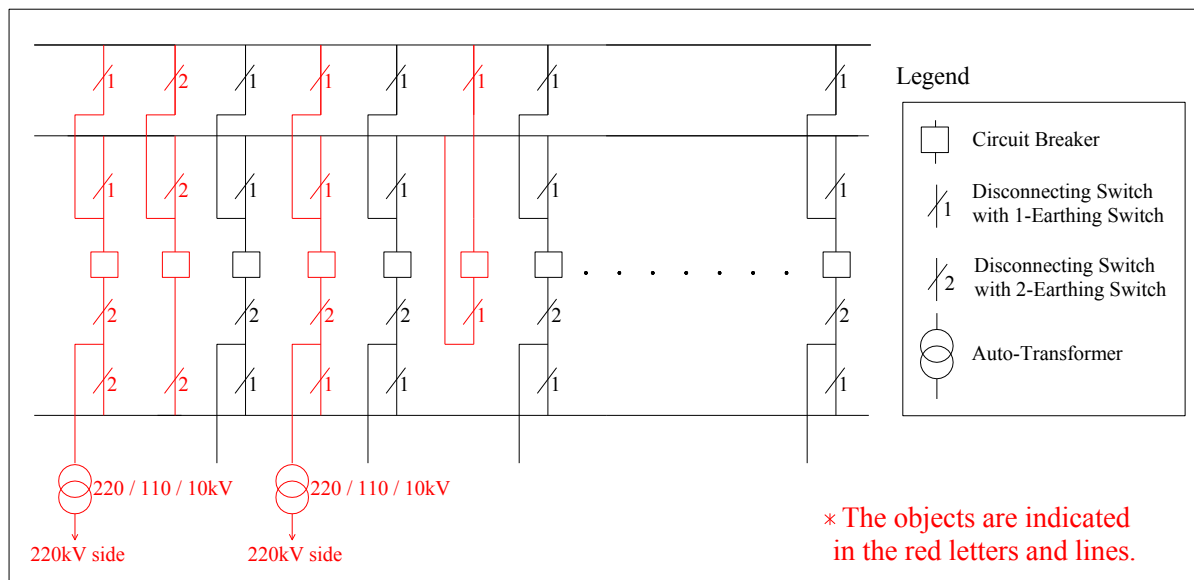 1 2 1 1 1 1 1 1
1 2 1 1 1 1 1
2 2 2 2 1 2 2
2 2 1 1 1 1 1
220 / 110 / 10kV 220 / 110 / 10kV
220kV side 220kV side
Legend
Circuit Breaker
1
Disconnecting Switch
with 1-Earthing Switch
2
Disconnecting Switch
with 2-Earthing Switch
Auto-Transformer
* The objects are indicated
in the red letters and lines.